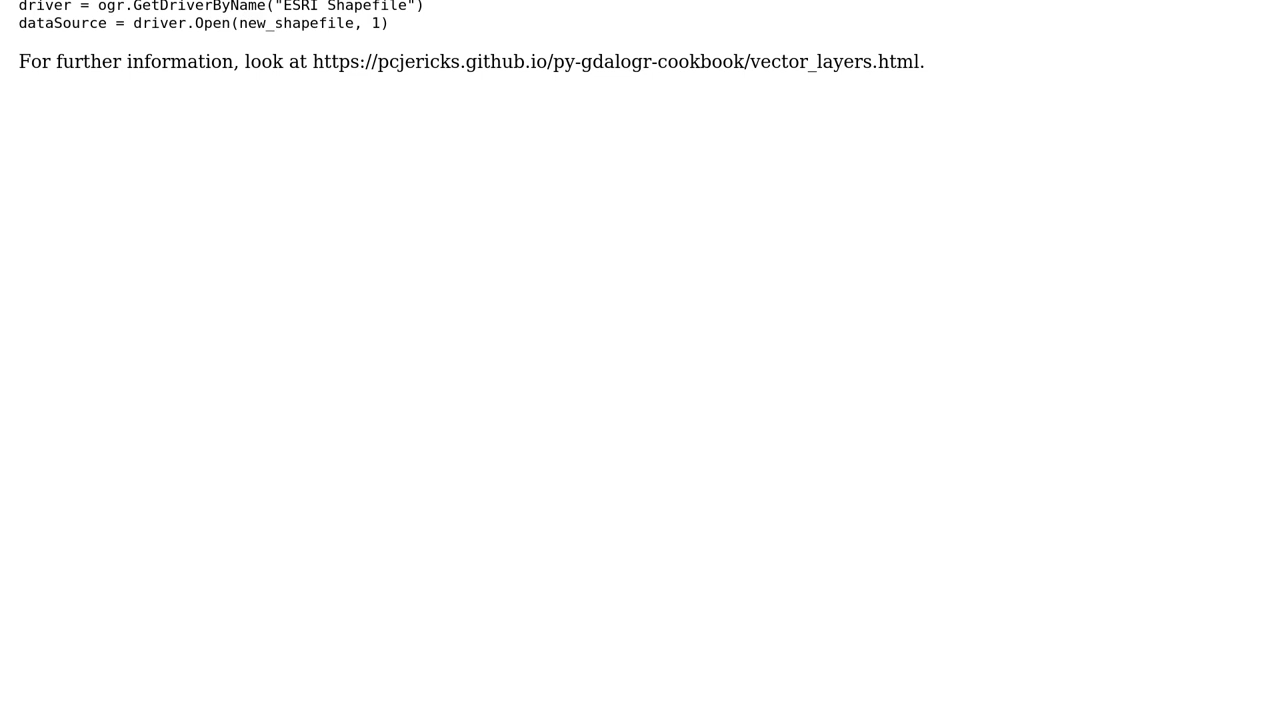 driver = ogr.GetDriverByName("ESRI Shapefile")
dataSource = driver.Open(new_shapefile, 1)
For further information, look at https://pcjericks.github.io/py-gdalogr-cookbook/vector_layers.html.